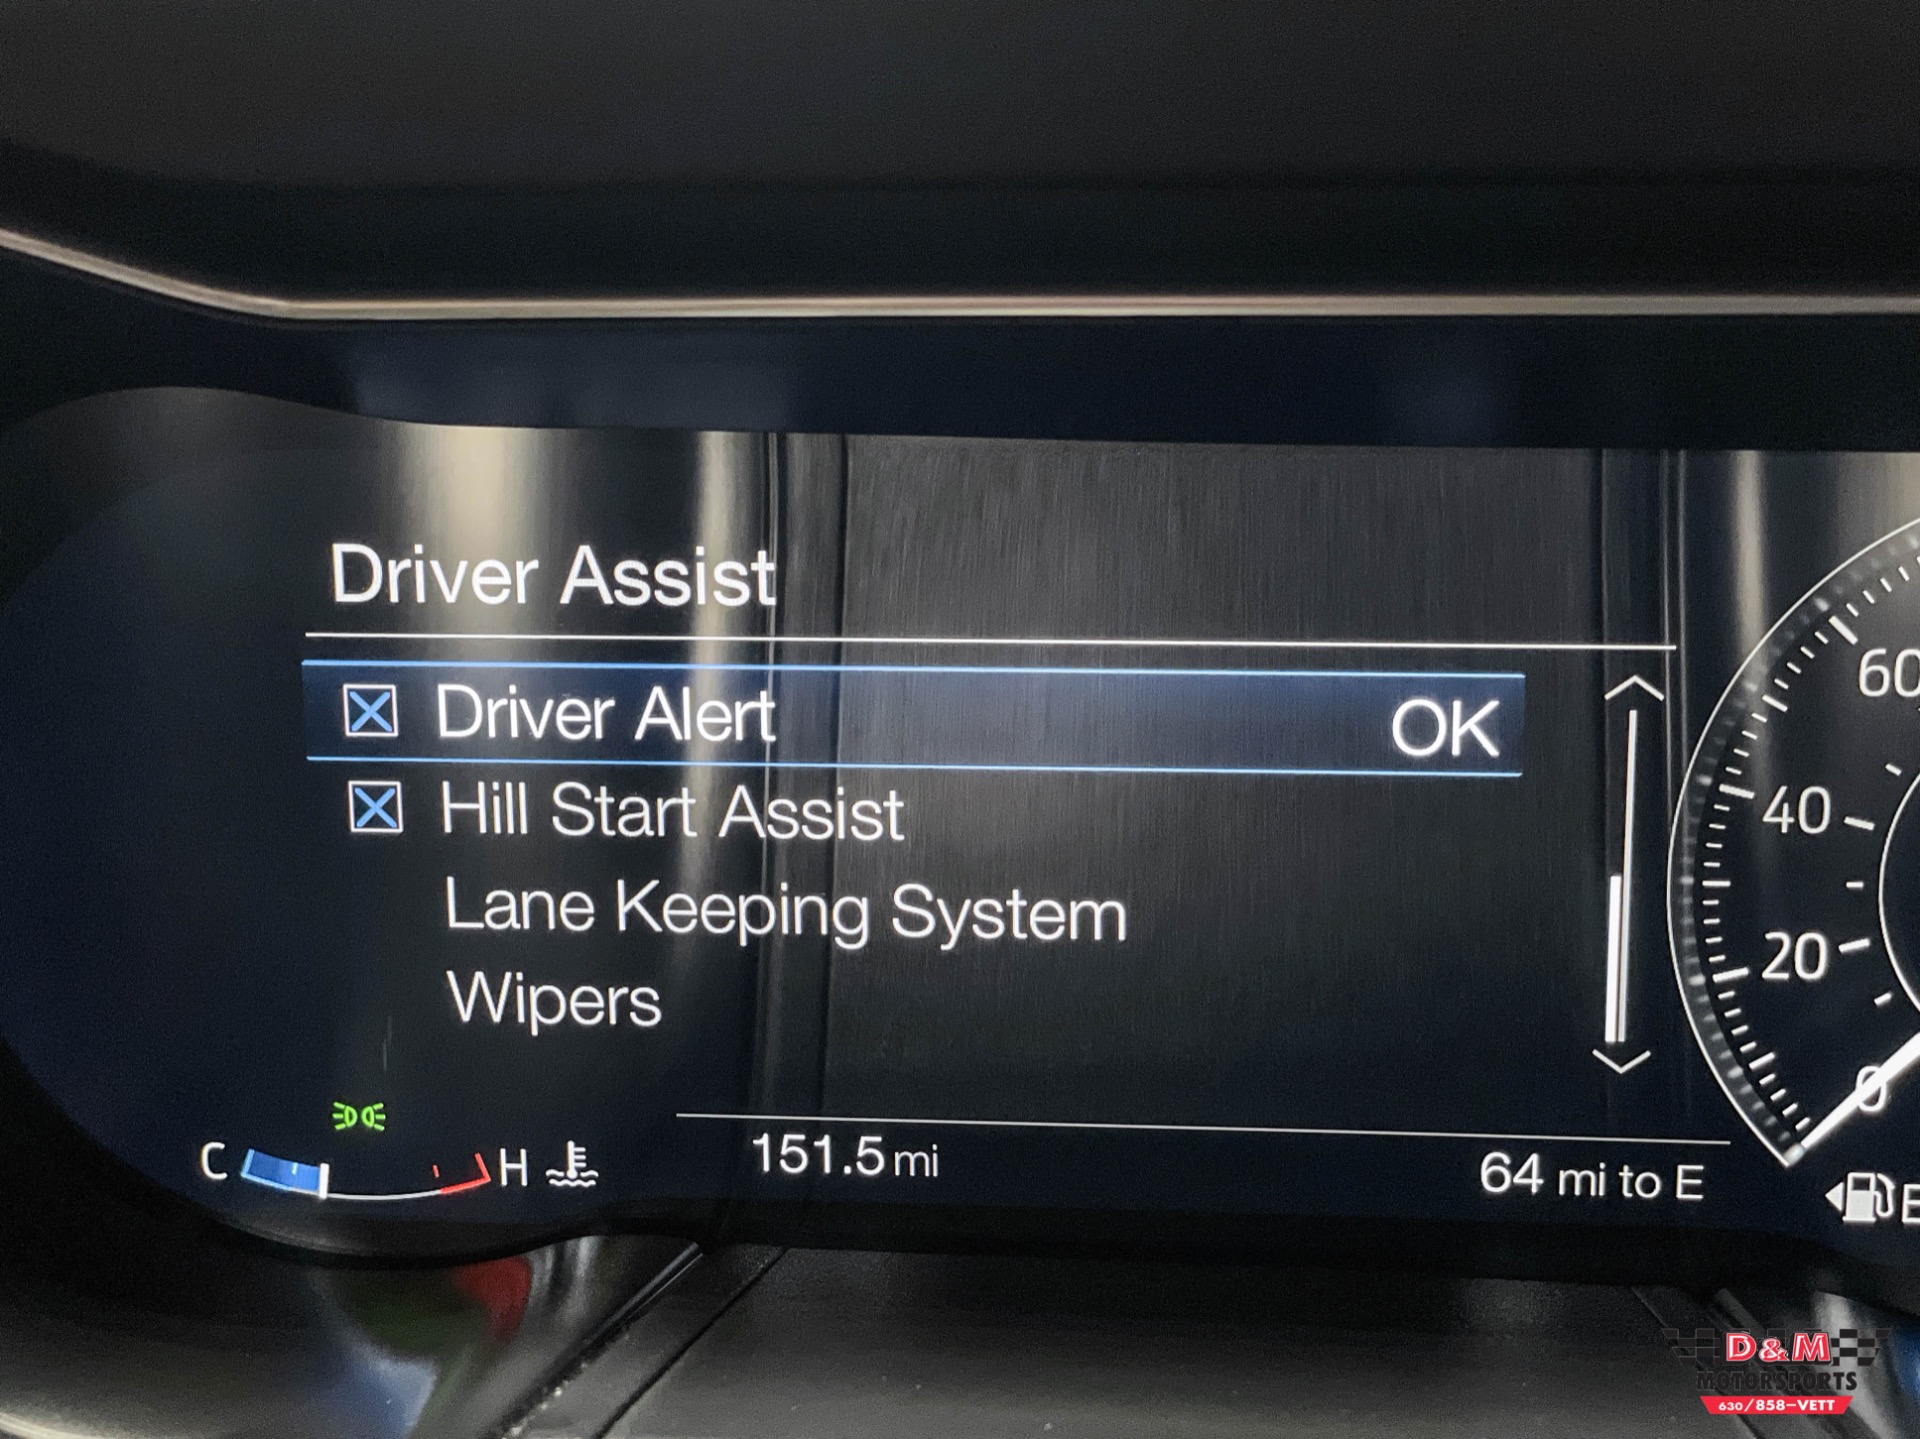 Driver Assist
Driver Alert OK
Hill Start Assist
Lane Keeping System
Wipers
60
40
20
0
C H
151.5 mi
64 mi to E
E
D&M
MOTORSPORTS
630/858-VETT